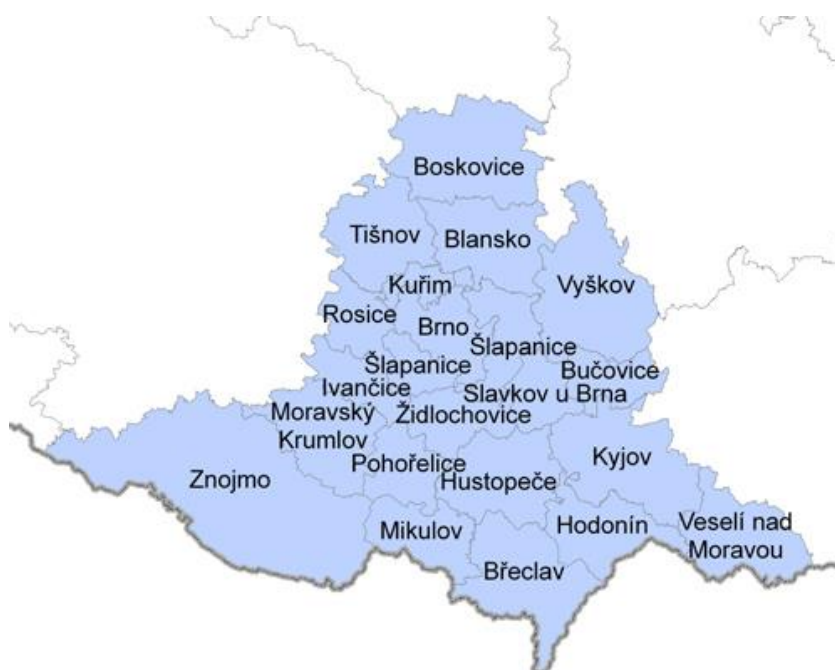 Boskovice
Tišnov
Blansko
Kuřim
Vyškov
Rosice
Brno
Šlapanice
Šlapanice
Bučovice
Ivančice
Slavkov u Brna
Moravský
Krumlov
Židlochovice
Pohořelice
Kyjov
Znojmo
Hustopeče
Mikulov
Hodonín
Veselí nad
Moravou
Břeclav